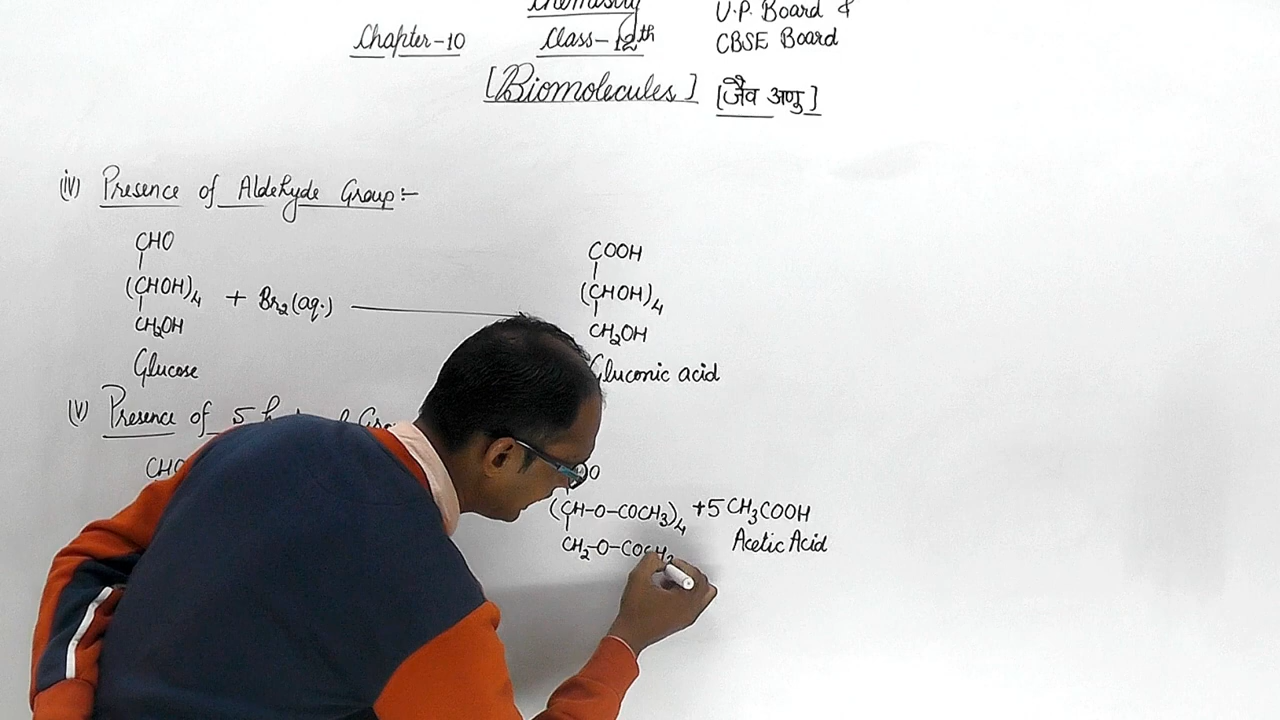 Chemistry
U.P. Board &
Chapter-10 Class-12th CBSE Board
[Biomolecules] [जैव अणु]
(iv) Presence of Aldehyde Group:-
CHO COOH
(CHOH)4 + Br2(aq.) (CHOH)4
CH2OH CH2OH
Glucose Gluconic acid
(v) Presence of 5
(CH-O-COCH3)4 +5 CH3COOH
CH2-O-COCH3 Acetic Acid